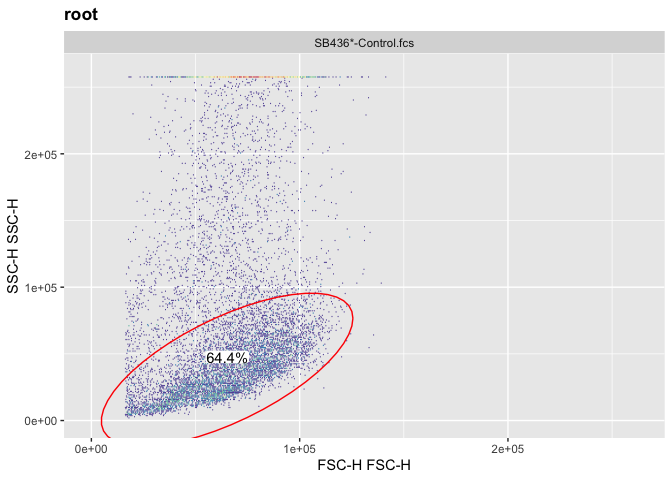 root
SB436*-Control.fcs
2e+05
1e+05
0e+00
SSC-H SSC-H
64.4%
0e+00
1e+05
2e+05
FSC-H FSC-H